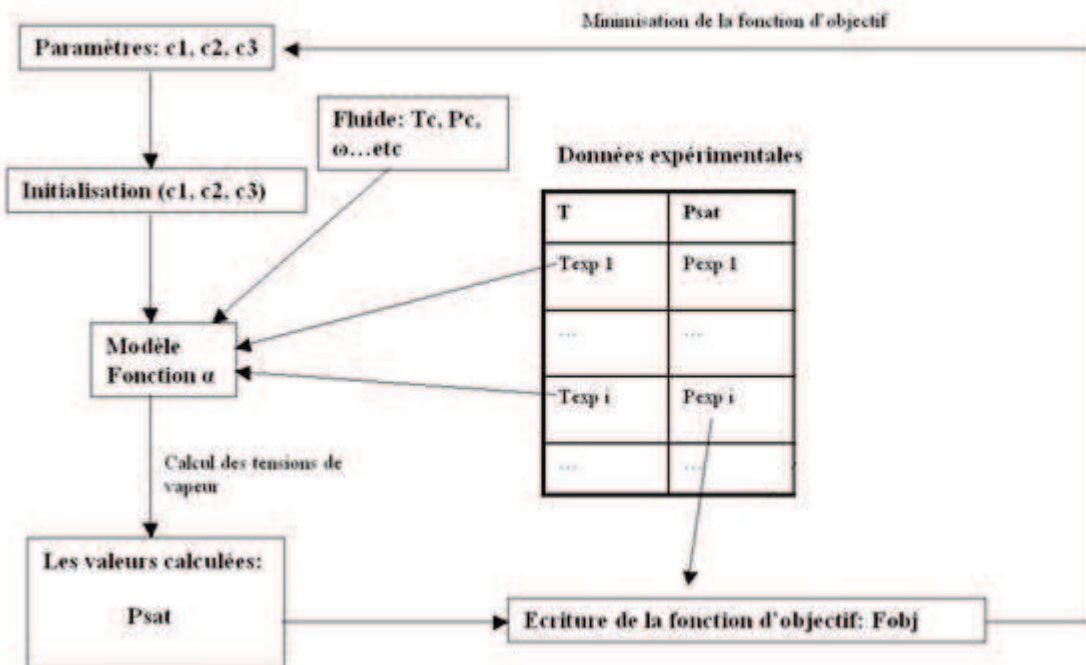 Minimisation de la fonction d'objectif
Paramètres: c1, c2, c3
Fluide: Tc, Pc,
ω...etc
Données expérimentales
Initialisation (c1, c2, c3)
T Psat
Texp 1 Pexp 1
... ...
Modèle
Fonction α
Texp i Pexp i
... ...
Calcul des tensions de
vapeur
Les valeurs calculées:
Psat
Ecriture de la fonction d'objectif: Fobj